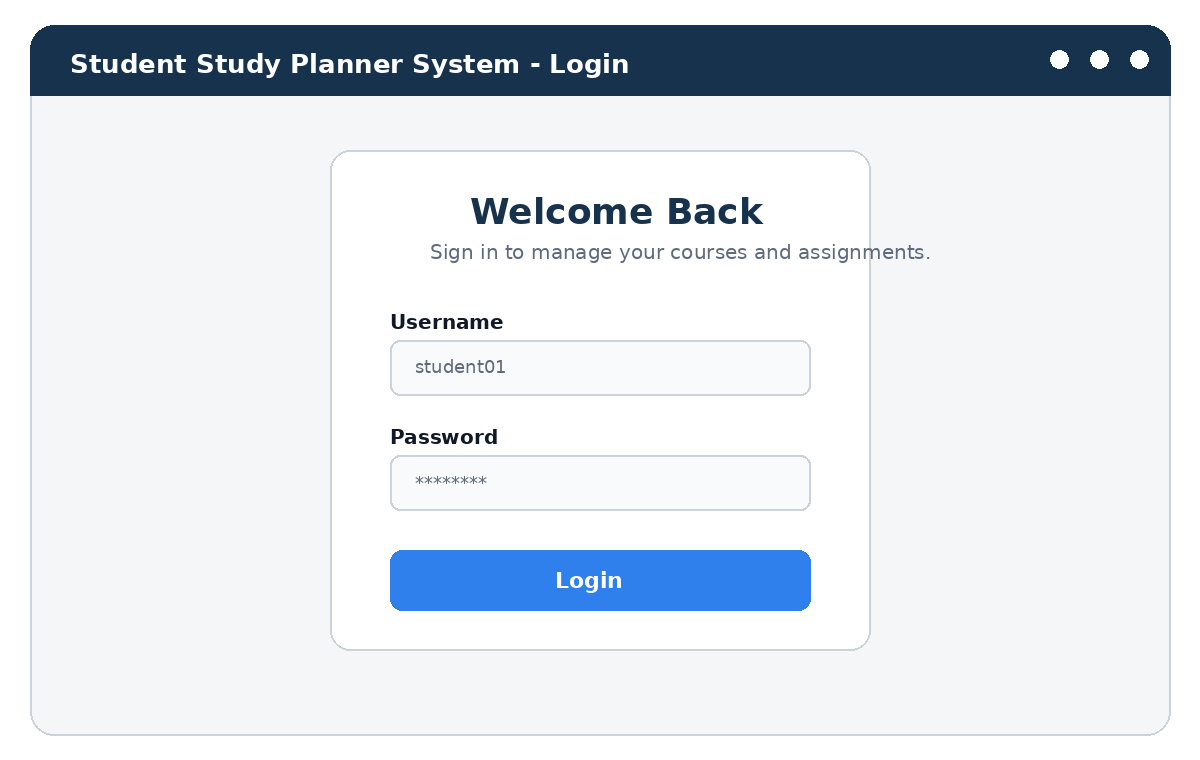 Student Study Planner System - Login
Welcome Back
Sign in to manage your courses and assignments.
Username
student01
Password
********
Login